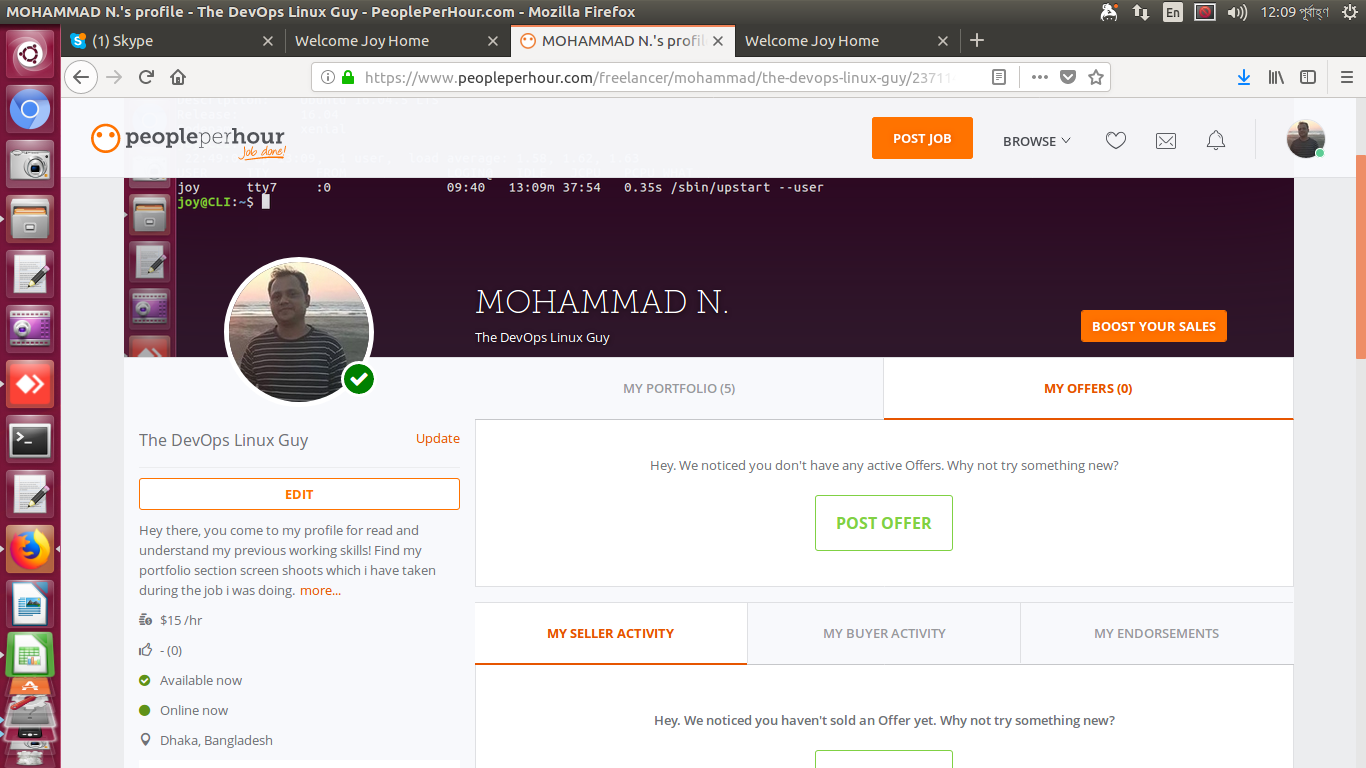 MOHAMMAD N.'s profile - The DevOps Linux Guy - PeoplePerHour.com - Mozilla Firefox
En
12:09 পূর্বাহ্ণ
(1) Skype
Welcome Joy Home
MOHAMMAD N.'s profil
Welcome Joy Home
https://www.peopleperhour.com/freelancer/mohammad/the-devops-linux-guy/2371
peopleperhour
Job done!
POST JOB
BROWSE
joy tty7 :0 09:40 13:09m 37:54 0.35s /sbin/upstart --user
joy@CLI:~$
MOHAMMAD N.
The DevOps Linux Guy
BOOST YOUR SALES
MY PORTFOLIO (5)
MY OFFERS (0)
The DevOps Linux Guy
Update
EDIT
Hey there, you come to my profile for read and
understand my previous working skills! Find my
portfolio section screen shoots which i have taken
during the job i was doing. more...
$15 /hr
- (0)
Available now
Online now
Dhaka, Bangladesh
Hey. We noticed you don't have any active Offers. Why not try something new?
POST OFFER
MY SELLER ACTIVITY
MY BUYER ACTIVITY
MY ENDORSEMENTS
Hey. We noticed you haven't sold an Offer yet. Why not try something new?